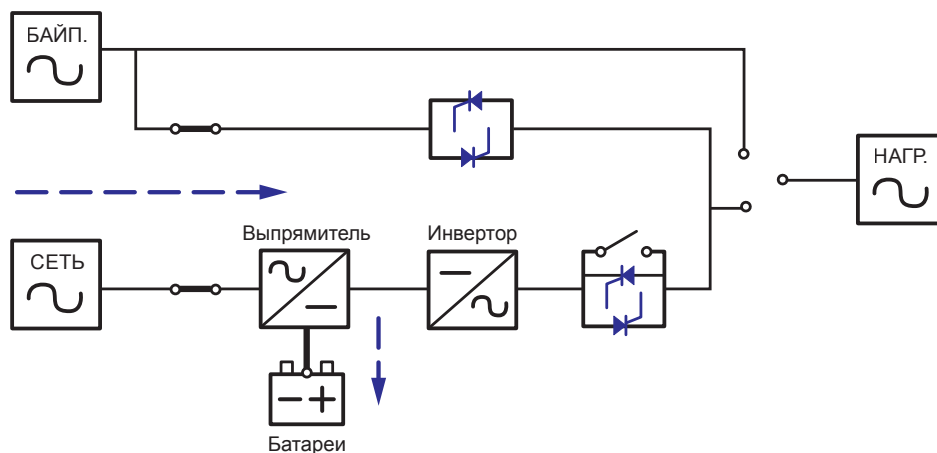 БАЙП.
НАГР.
СЕТЬ
Выпрямитель
Инвертор
Батареи